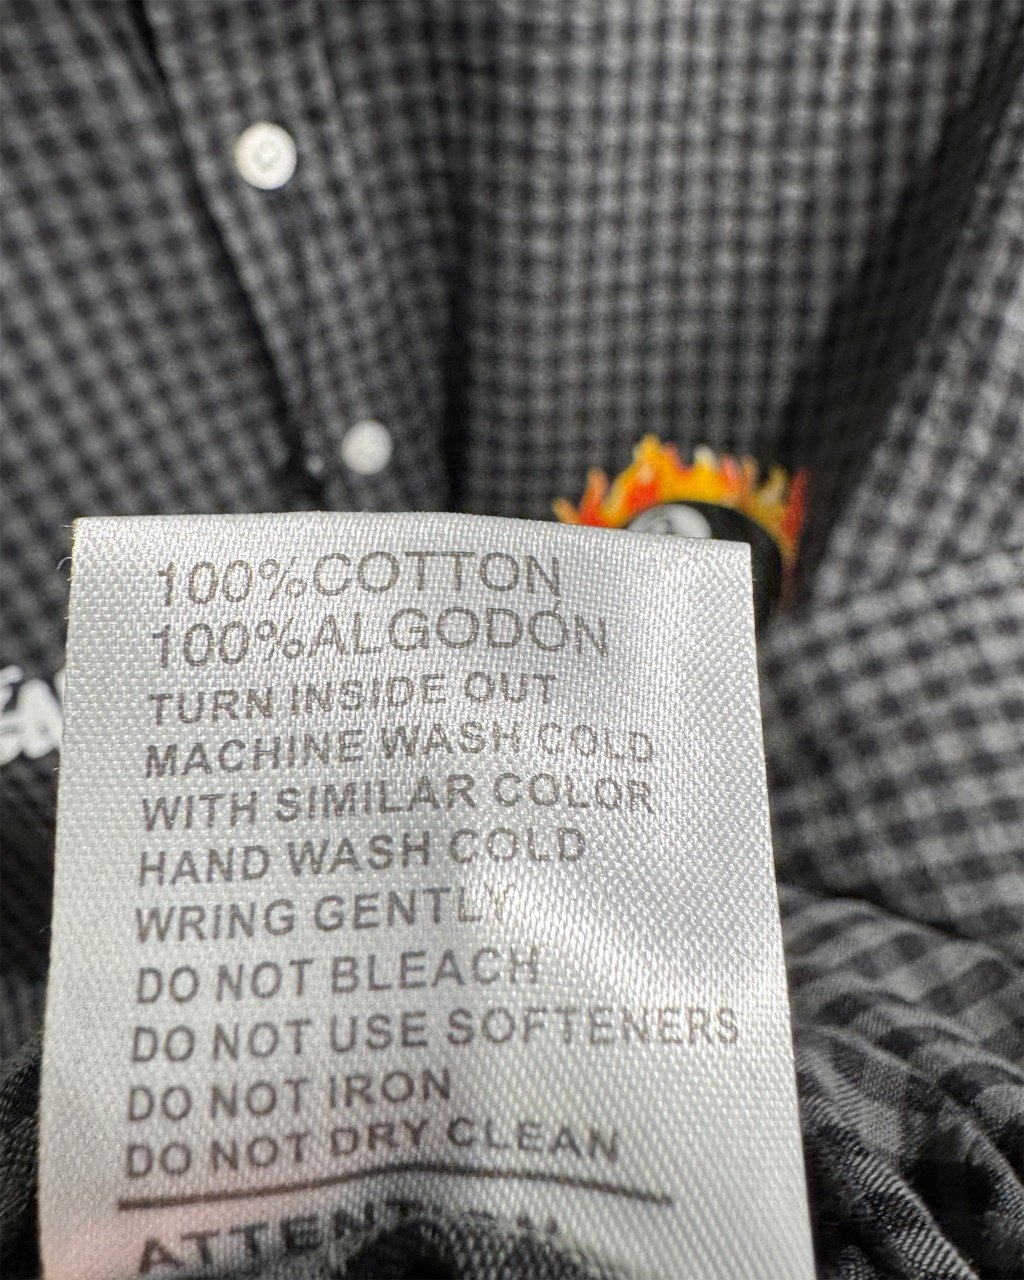 100%COTTON
100%ALGODÓN
TURN INSIDE OUT
MACHINE WASH COLD
WITH SIMILAR COLOR
HAND WASH COLD
WRING GENTLY
DO NOT BLEACH
DO NOT USE SOFTENERS
DO NOT IRON
DO NOT DRY CLEAN